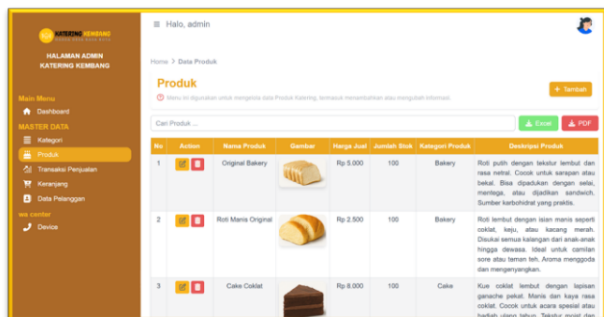 KATERING KEMBANG
HALAMAN ADMIN
KATERING KEMBANG
Main Menu
Dashboard
MASTER DATA
Kategori
Produk
Transaksi Penjualan
Keranjang
Data Pelanggan
wa center
Device
Halo, admin
Home > Data Produk
Produk
Menu ini digunakan untuk mengelola data Produk Katering, termasuk menambahkan atau mengubah informasi.
+ Tambah
Cari Produk ...
Excel
PDF
No Action Nama Produk Gambar Harga Jual Jumlah Stok Kategori Produk Deskripsi Produk
1 Original Bakery Rp 5.000 100 Bakery Roti putih dengan tekstur lembut dan
rasa netral. Cocok untuk sarapan atau
bekal. Bisa dipadukan dengan selai,
mentega, atau dijadikan sandwich.
Sumber karbohidrat yang praktis.
2 Roti Manis Original Rp 2.500 100 Bakery Roti lembut dengan isian manis seperti
coklat, keju, atau kacang merah.
Disukai semua kalangan dari anak-anak
hingga dewasa. Ideal untuk camilan
sore atau teman teh. Aroma menggoda
dan mengenyangkan.
3 Cake Coklat Rp 8.000 100 Cake Kue coklat lembut dengan lapisan
ganache pekat. Manis dan kaya rasa
coklat. Cocok untuk acara spesial atau
hadiah ulang tahun. Tekstur moist dan